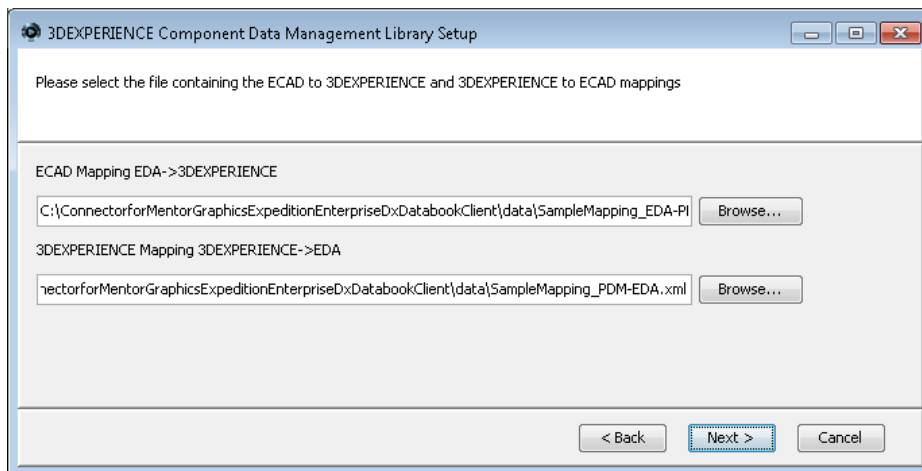 3DEXPERIENCE Component Data Management Library Setup
Please select the file containing the ECAD to 3DEXPERIENCE and 3DEXPERIENCE to ECAD mappings
ECAD Mapping EDA->3DEXPERIENCE
C:\ConnectorforMentorGraphicsExpeditionEnterpriseDxDatabookClient\data\SampleMapping_EDA-PI Browse...
3DEXPERIENCE Mapping 3DEXPERIENCE->EDA
nectorforMentorGraphicsExpeditionEnterpriseDxDatabookClient\data\SampleMapping_PDM-EDA.xml Browse...
< Back Next > Cancel